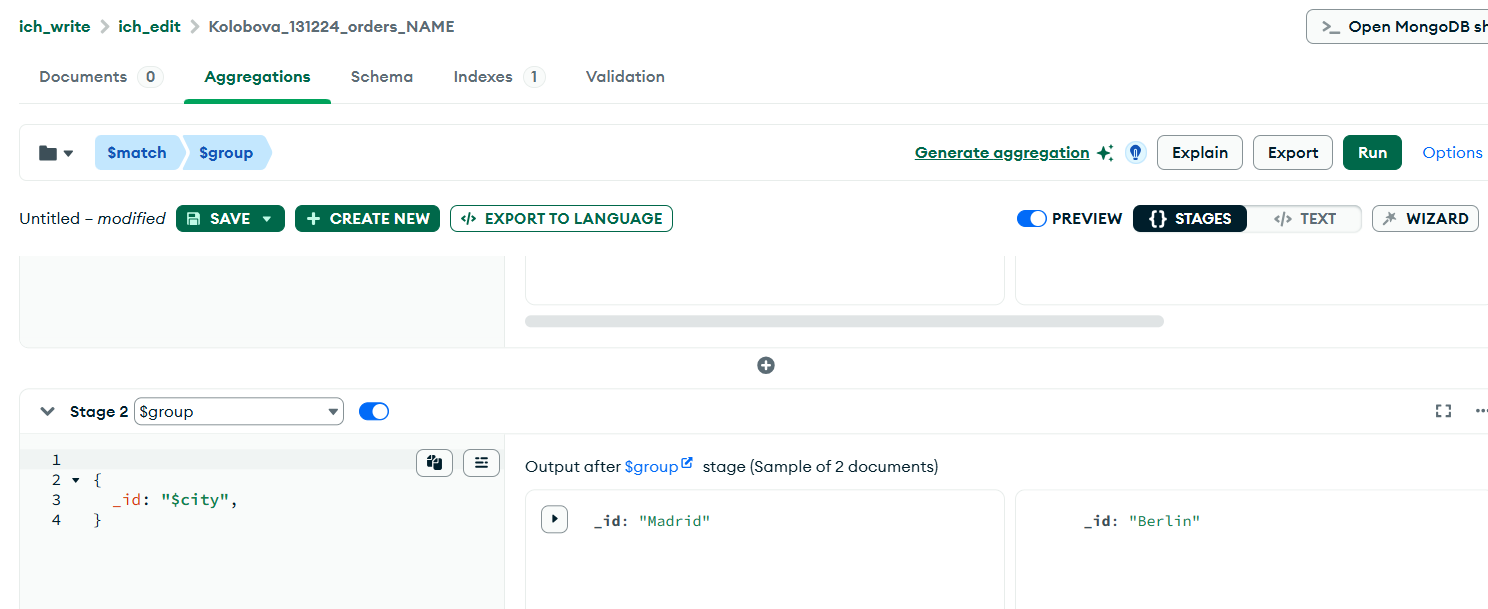 ich_write > ich_edit > Kolobova_131224_orders_NAME
>_ Open MongoDB sh
Documents 0 Aggregations Schema Indexes 1 Validation
$match $group Generate aggregation Explain Export Run Options
Untitled – modified SAVE + CREATE NEW </> EXPORT TO LANGUAGE PREVIEW {} STAGES </> TEXT WIZARD
Stage 2 $group
1
2 {
3 _id: "$city",
4 }
Output after $group stage (Sample of 2 documents)
_id: "Madrid"
_id: "Berlin"